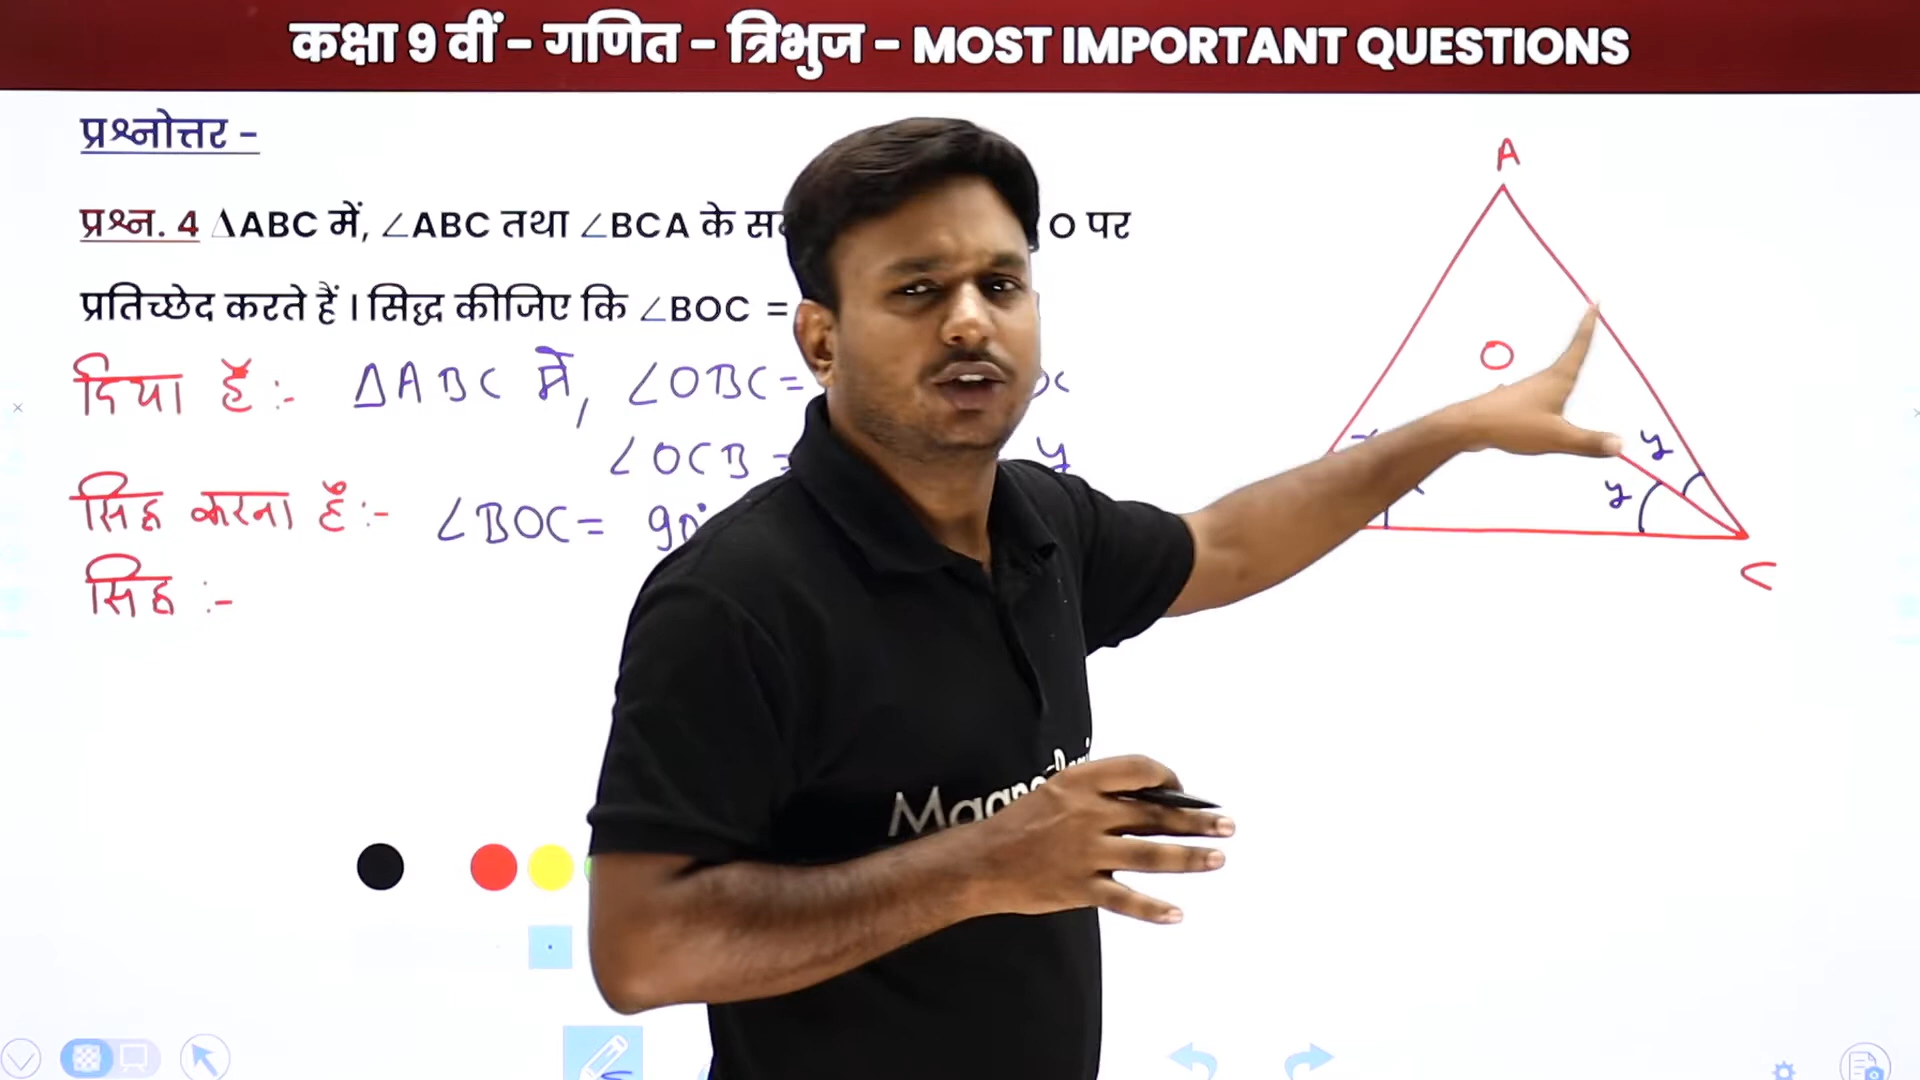 कक्षा 9 वीं - गणित - त्रिभुज - MOST IMPORTANT QUESTIONS
प्रश्नोत्तर -
प्रश्न. 4 ΔABC में, ∠ABC तथा ∠BCA के O पर
प्रतिच्छेद करते हैं । सिद्ध कीजिए कि ∠BOC =
दिया है :- ΔABC में, ∠OBC =
∠OCB = y
सिद्ध करना है :- ∠BOC = 90°
सिद्ध :-
A
O
y
y
C